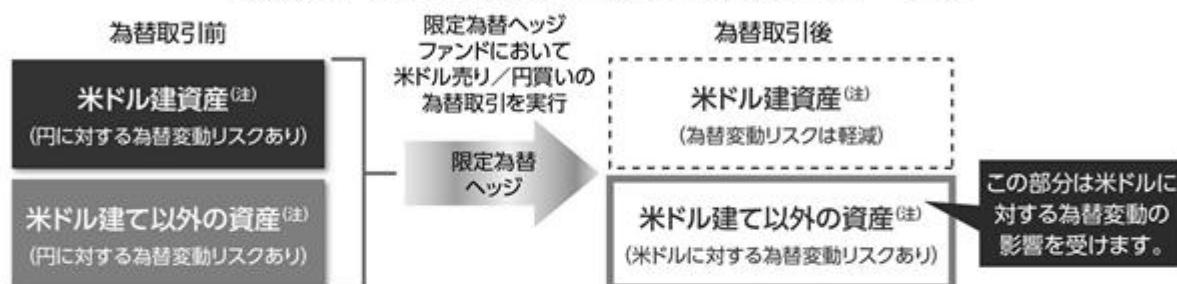 為替取引前
限定為替ヘッジ
ファンドにおいて
米ドル売り/円買いの
為替取引を実行
為替取引後
米ドル建資産(注)
(円に対する為替変動リスクあり)
米ドル建て以外の資産(注)
(円に対する為替変動リスクあり)
限定為替
ヘッジ
米ドル建資産(注)
(為替変動リスクは軽減)
米ドル建て以外の資産(注)
(米ドルに対する為替変動リスクあり)
この部分は米ドルに
対する為替変動の
影響を受けます。